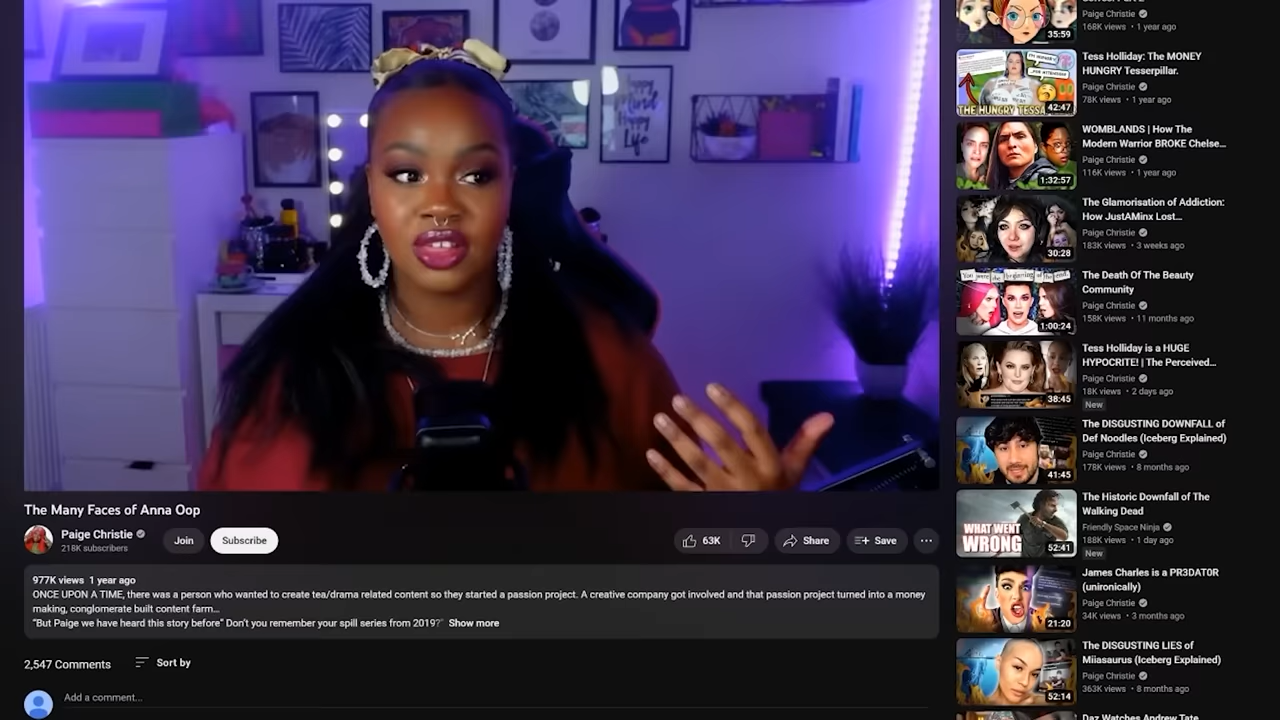 The Many Faces of Anna Oop
Paige Christie
218K subscribers
Join
Subscribe
63K
Share
Save
977K views 1 year ago
ONCE UPON A TIME, there was a person who wanted to create tea/drama related content so they started a passion project. A creative company got involved and that passion project turned into a money
making, conglomerate built content farm...
"But Paige we have heard this story before" Don't you remember your spill series from 2019?"
Show more
2,547 Comments
Sort by
Add a comment...
35:59
Paige Christie
168K views • 1 year ago
THE HUNGRY
42:47
Tess Holliday: The MONEY
HUNGRY Tesserpillar.
Paige Christie
78K views • 1 year ago
1:32:57
WOMBLANDS | How The
Modern Warrior BROKE Chelse...
Paige Christie
116K views • 1 year ago
30:28
The Glamorisation of Addiction:
How JustAMinx Lost...
Paige Christie
183K views • 3 weeks ago
1:00:24
The Death Of The Beauty
Community
Paige Christie
158K views • 11 months ago
38:45
Tess Holliday is a HUGE
HYPOCRITE! | The Perceived...
Paige Christie
18K views • 2 days ago
New
41:45
The DISGUSTING DOWNFALL of
Def Noodles (Iceberg Explained)
Paige Christie
178K views • 8 months ago
WHAT WENT
WRONG
52:41
The Historic Downfall of The
Walking Dead
Friendly Space Ninja
188K views • 1 day ago
New
21:20
James Charles is a PR3DAT0R
(unironically)
Paige Christie
34K views • 3 months ago
52:14
The DISGUSTING LIES of
Miiasaurus (Iceberg Explained)
Paige Christie
363K views • 8 months ago
Daz Watches Andrew Tate